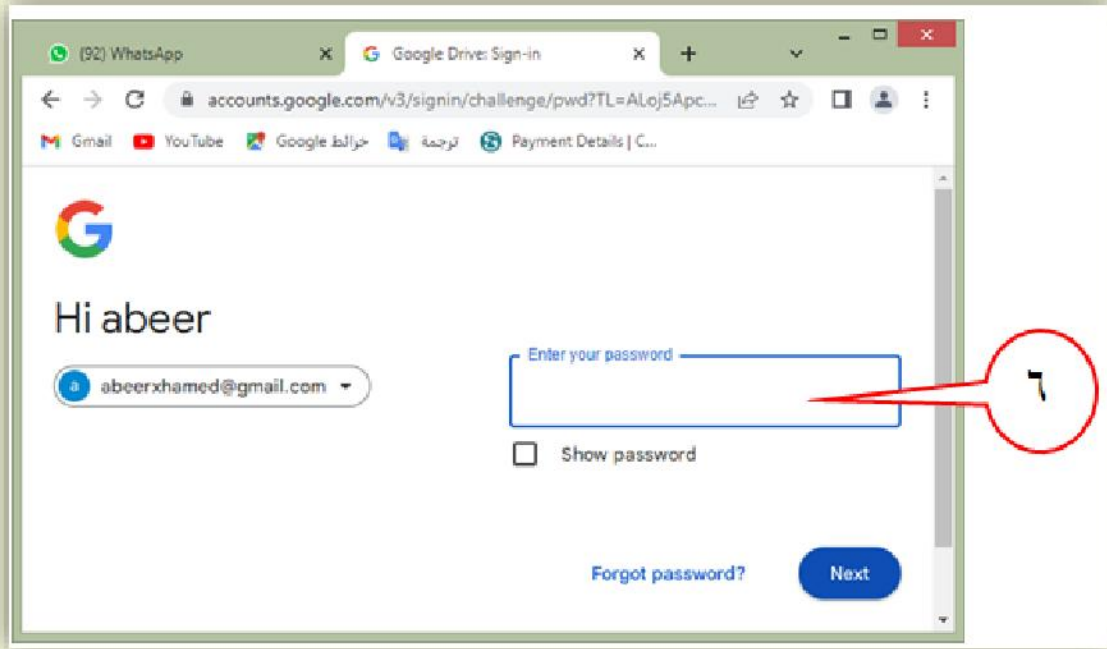 (92) WhatsApp
Google Drive: Sign-in
accounts.google.com/v3/signin/challenge/pwd?TL=ALoj5Apc...
Gmail YouTube خرائط Google ترجمة Payment Details | C...
Hi abeer
a abeerxhamed@gmail.com
Enter your password
٦
Show password
Forgot password?
Next